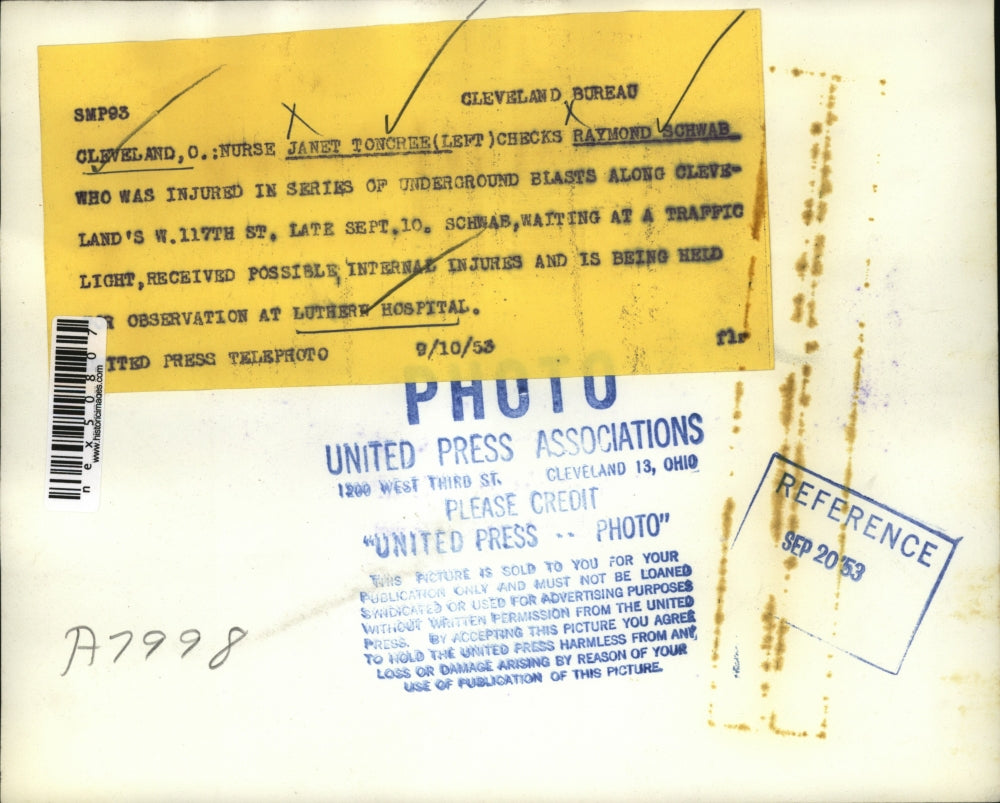 SMP93
CLEVELAND BUREAU
CLEVELAND,O.:NURSE JANET TONCREE(LEFT)CHECKS RAYMOND SCHWAB
WHO WAS INJURED IN SERIES OF UNDERGROUND BLASTS ALONG CLEVE-
LAND'S W.117TH ST. LATE SEPT.10. SCHWAB,WAITING AT A TRAFFIC
LIGHT,RECEIVED POSSIBLE INTERNAL INJURES AND IS BEING HELD
R OBSERVATION AT LUTHERN HOSPITAL.
ITED PRESS TELEPHOTO 9/10/53 flr
nex50807
www.historicimages.com
PHOTO
UNITED PRESS ASSOCIATIONS
1200 WEST THIRD ST. CLEVELAND 13, OHIO
PLEASE CREDIT
"UNITED PRESS -- PHOTO"
THIS PICTURE IS SOLD TO YOU FOR YOUR
PUBLICATION ONLY AND MUST NOT BE LOANED
SYNDICATED OR USED FOR ADVERTISING PURPOSES
WITHOUT WRITTEN PERMISSION FROM THE UNITED
PRESS. BY ACCEPTING THIS PICTURE YOU AGREE
TO HOLD THE UNITED PRESS HARMLESS FROM ANY
LOSS OR DAMAGE ARISING BY REASON OF YOUR
USE OF PUBLICATION OF THIS PICTURE.
REFERENCE
SEP 20 '53
A7998